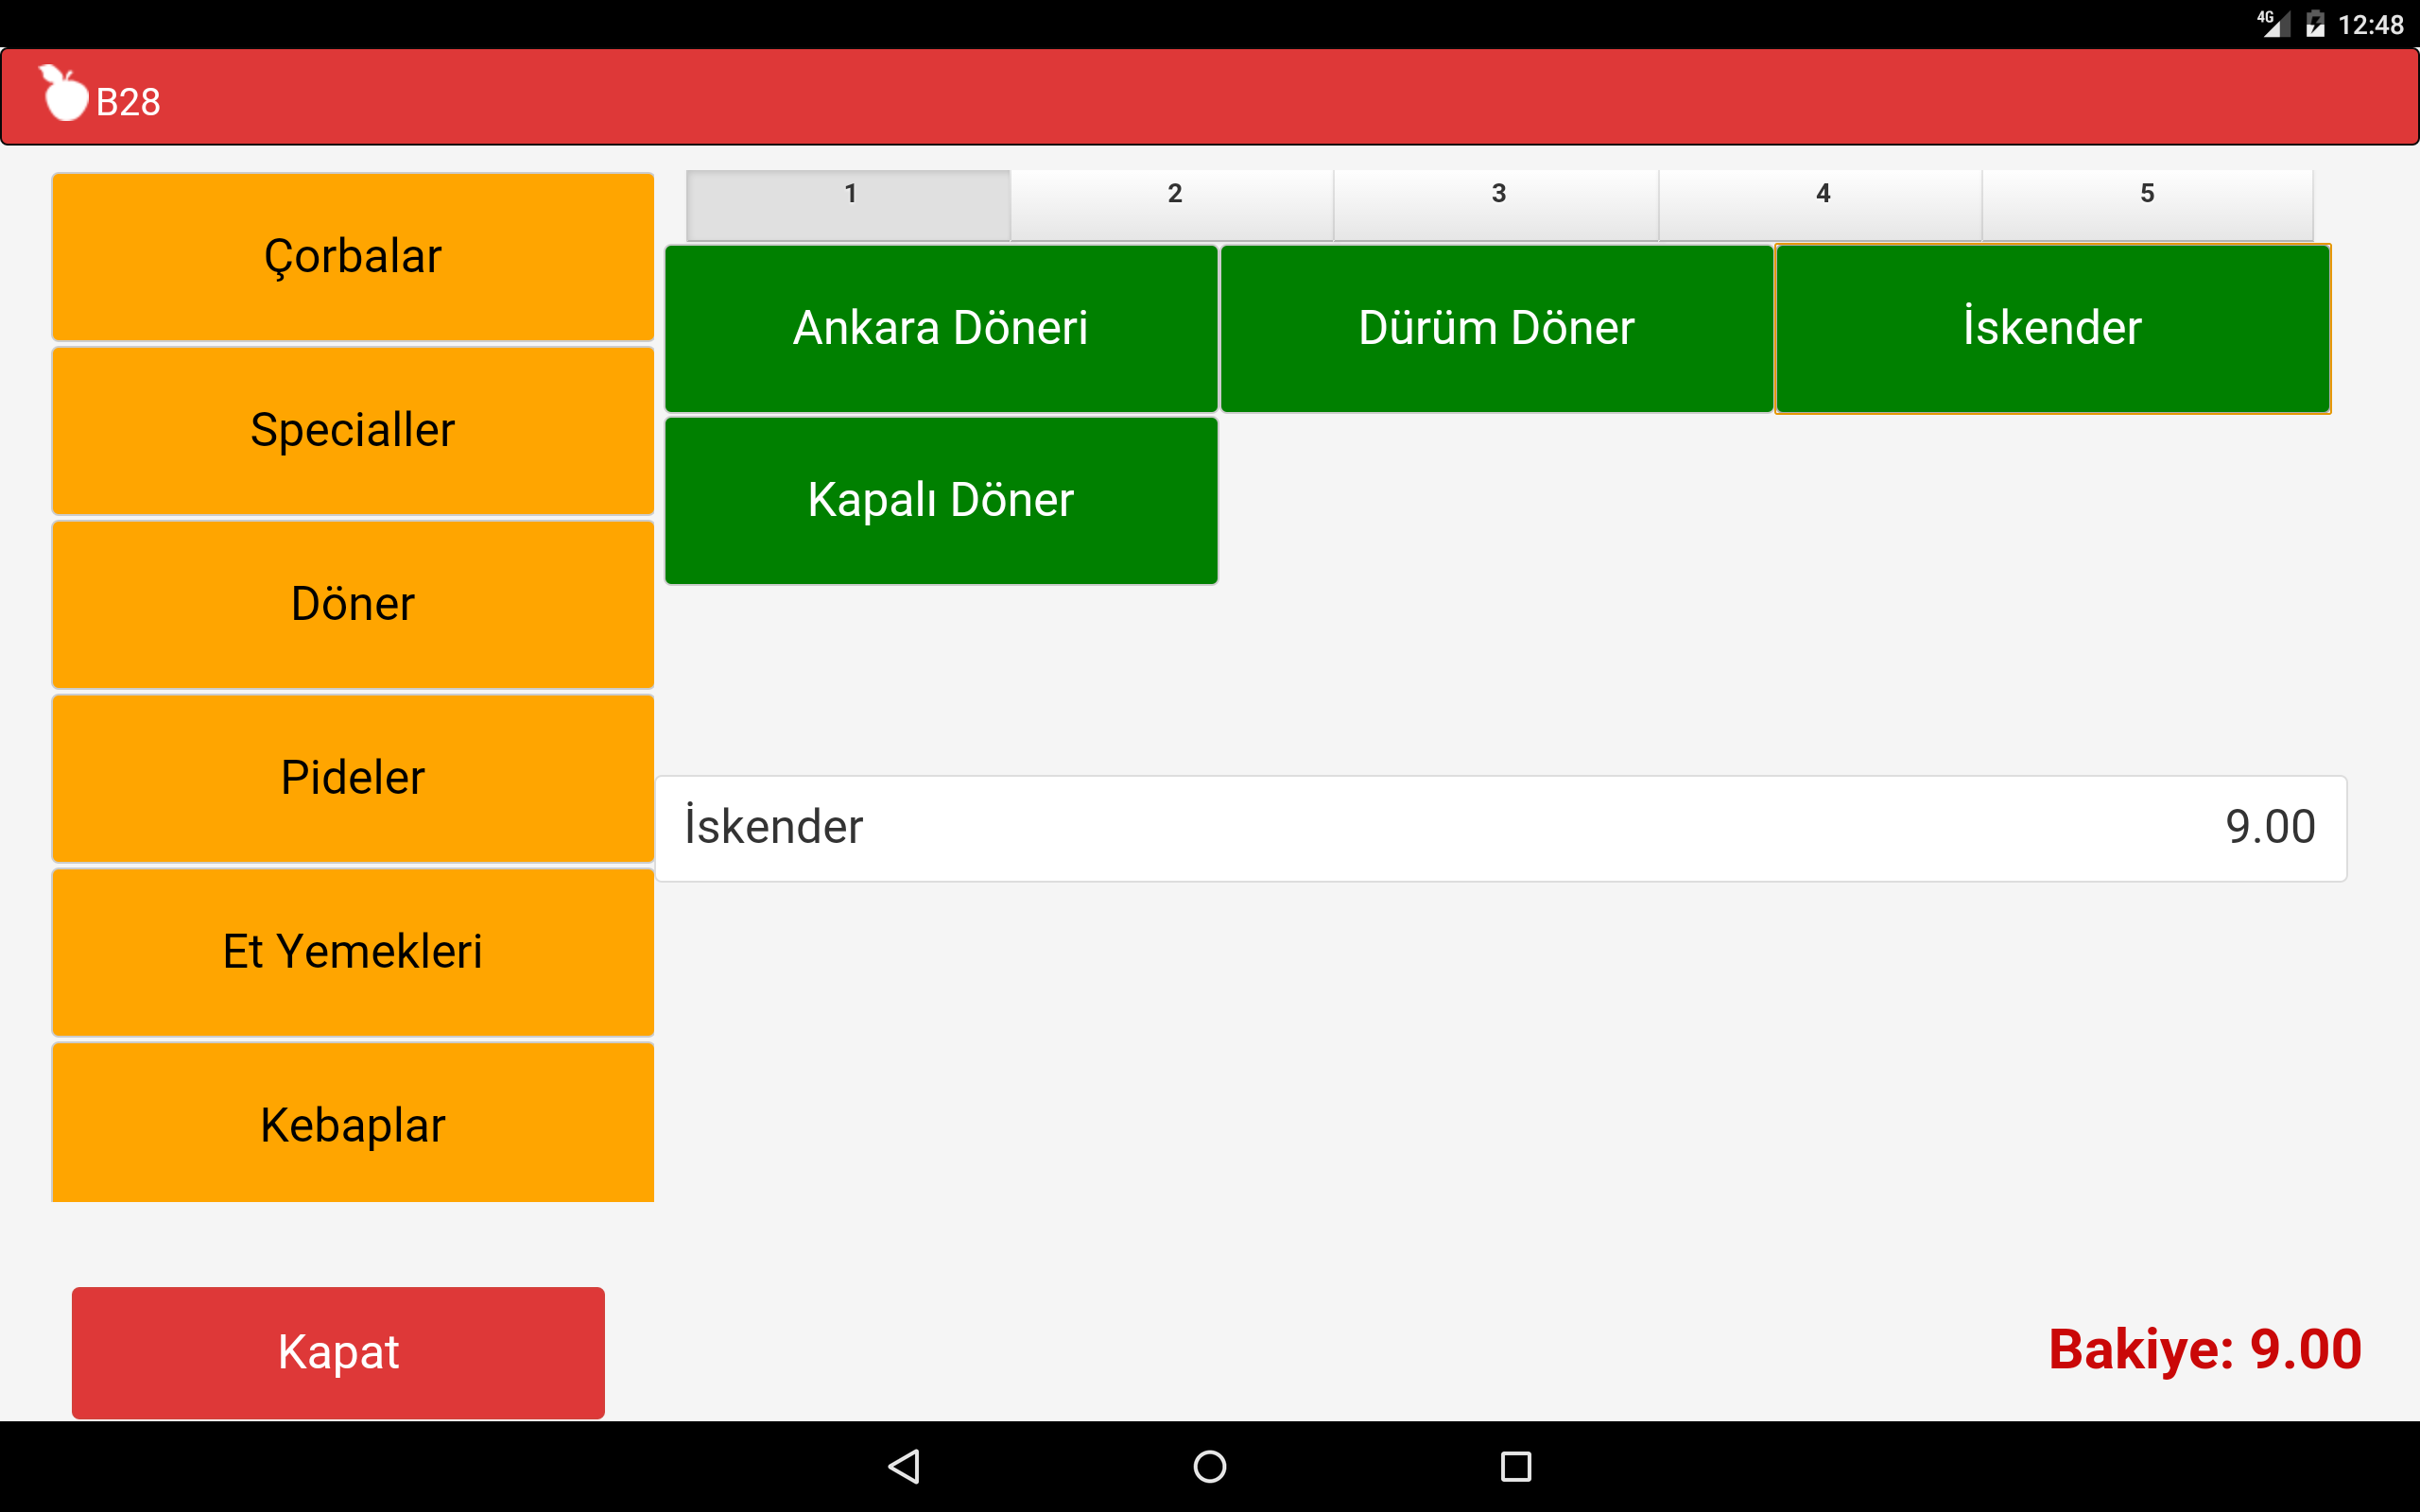 4G 12:48
B28
Çorbalar
Specialler
Döner
Pideler
Et Yemekleri
Kebaplar
1 2 3 4 5
Ankara Döneri Dürüm Döner İskender
Kapalı Döner
İskender 9.00
Kapat
Bakiye: 9.00